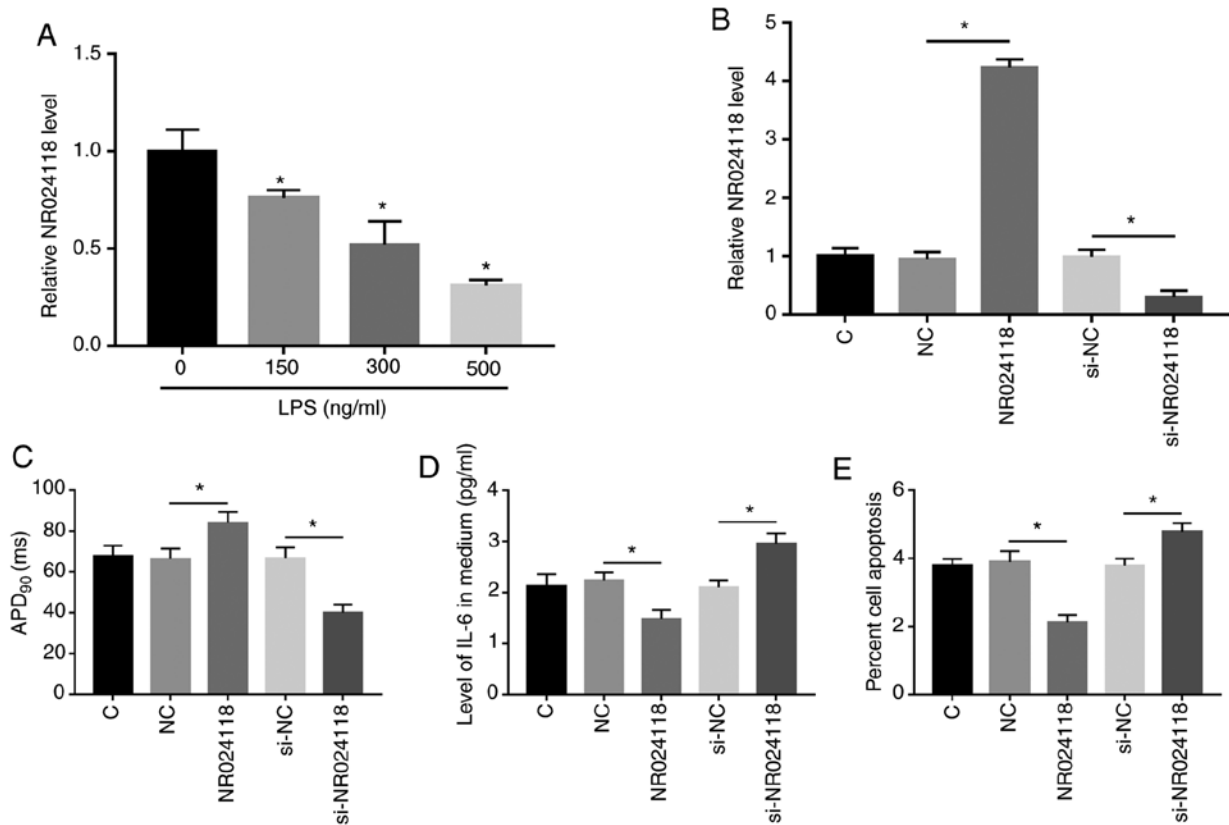 A
Relative NR024118 level
1.5
1.0
0.5
0.0
*
*
*
0
150
300
500
LPS (ng/ml)
B
Relative NR024118 level
5
4
3
2
1
0
*
*
C
NC
NR024118
si-NC
si-NR024118
C
APD90 (ms)
100
80
60
40
20
0
*
*
C
NC
NR024118
si-NC
si-NR024118
D
Level of IL-6 in medium (pg/ml)
4
3
2
1
0
*
*
C
NC
NR024118
si-NC
si-NR024118
E
Percent cell apoptosis
6
4
2
0
*
*
C
NC
NR024118
si-NC
si-NR024118